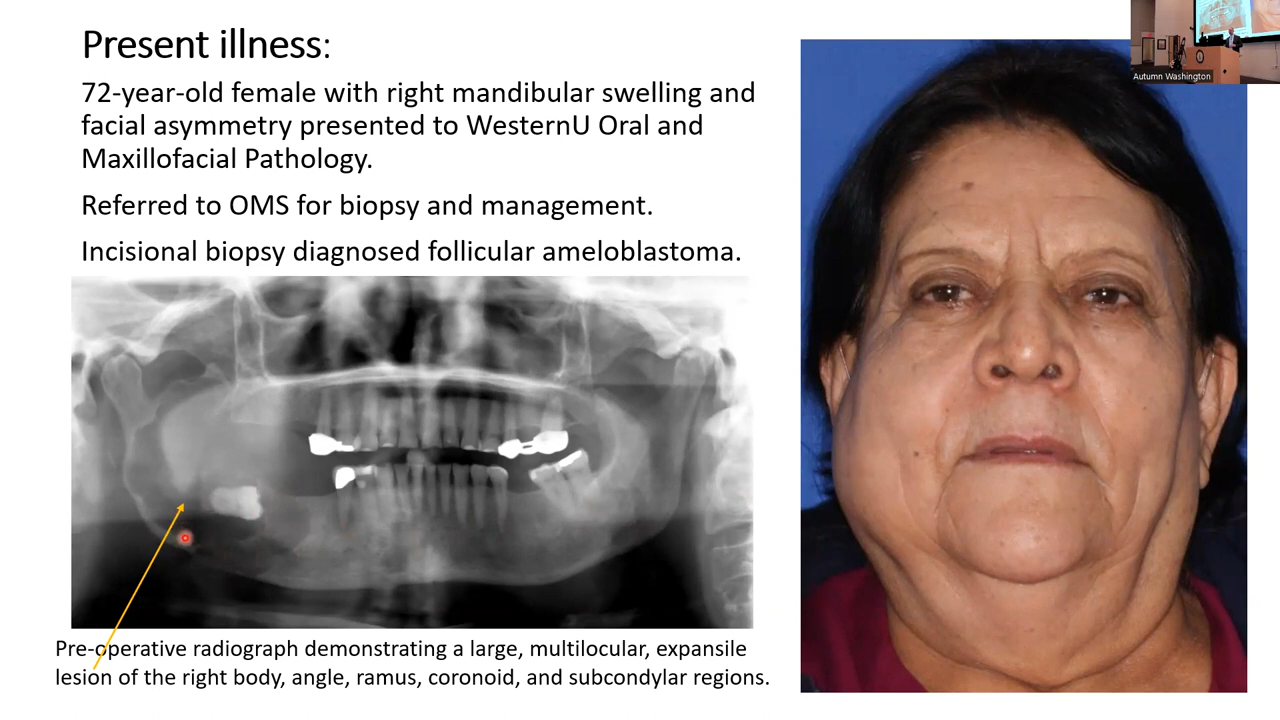 Present illness:
72-year-old female with right mandibular swelling and
facial asymmetry presented to WesternU Oral and
Maxillofacial Pathology.
Referred to OMS for biopsy and management.
Incisional biopsy diagnosed follicular ameloblastoma.
Pre-operative radiograph demonstrating a large, multilocular, expansile
lesion of the right body, angle, ramus, coronoid, and subcondylar regions.
Autumn Washington